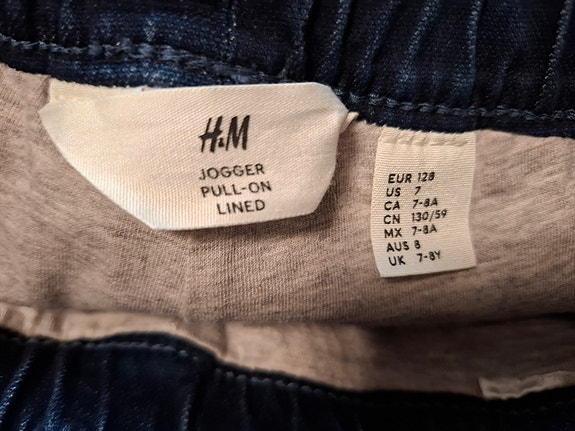 H&M
JOGGER
PULL-ON
LINED
EUR 128
US 7
CA 7-8A
CN 130/59
MX 7-8A
AUS 8
UK 7-8Y